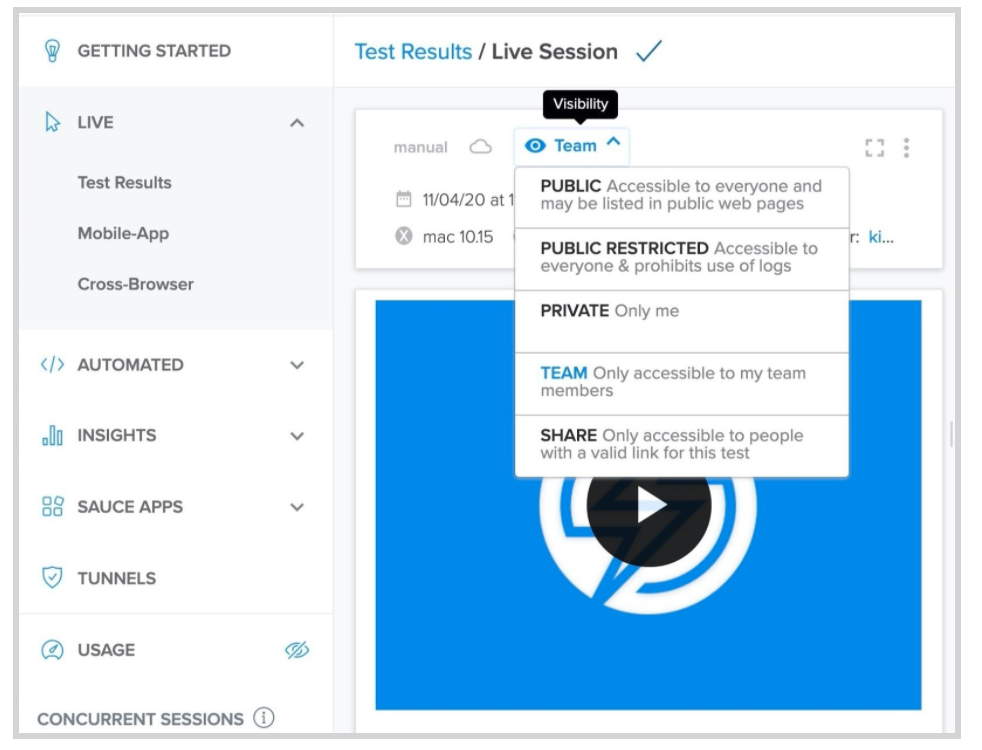 GETTING STARTED
LIVE
Test Results
Mobile-App
Cross-Browser
</> AUTOMATED
INSIGHTS
SAUCE APPS
TUNNELS
USAGE
CONCURRENT SESSIONS
Test Results / Live Session
Visibility
manual
Team
11/04/20 at 1
mac 10.15
r: ki...
PUBLIC Accessible to everyone and
may be listed in public web pages
PUBLIC RESTRICTED Accessible to
everyone & prohibits use of logs
PRIVATE Only me
TEAM Only accessible to my team
members
SHARE Only accessible to people
with a valid link for this test